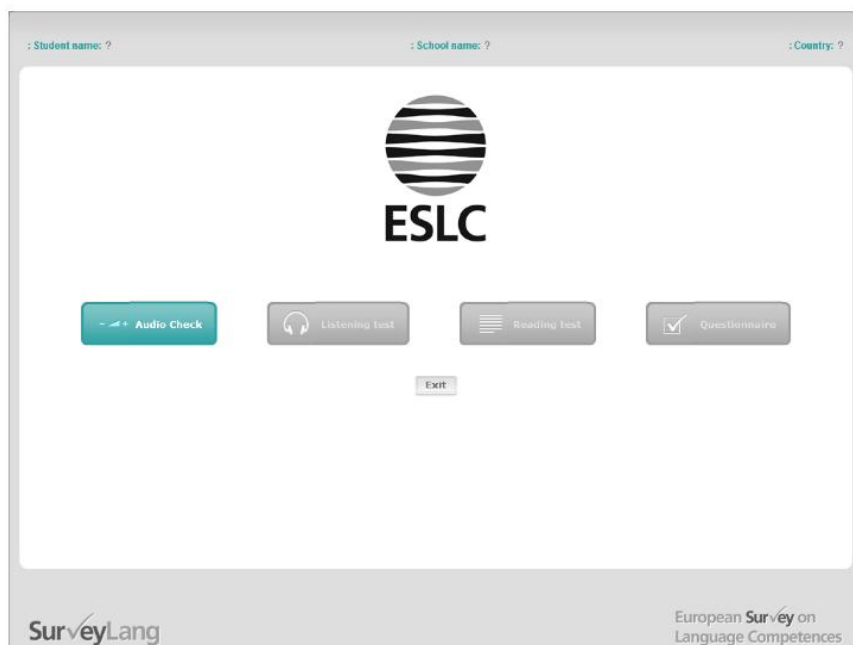 : Student name: ?
: School name: ?
: Country: ?
ESLC
Audio Check
Listening test
Reading test
Questionnaire
Exit
SurveyLang
European Survey on
Language Competences